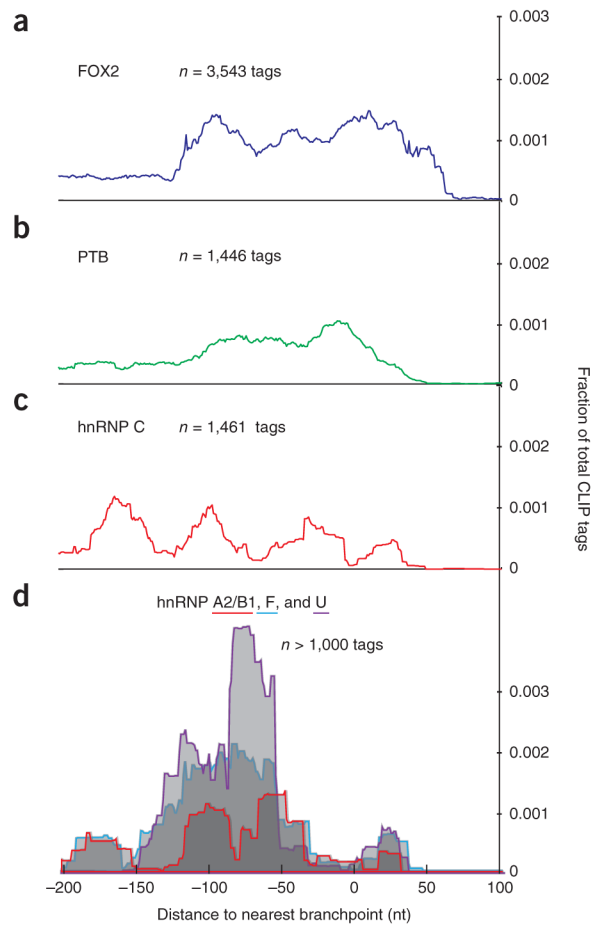 a
FOX2 n = 3,543 tags
0.003
0.002
0.001
0
b
PTB n = 1,446 tags
0.002
0.001
0
c
hnRNP C n = 1,461 tags
0.002
0.001
0
Fraction of total CLIP tags
d
hnRNP A2/B1, F, and U
n > 1,000 tags
0.003
0.002
0.001
0
–200 –150 –100 –50 0 50 100
Distance to nearest branchpoint (nt)